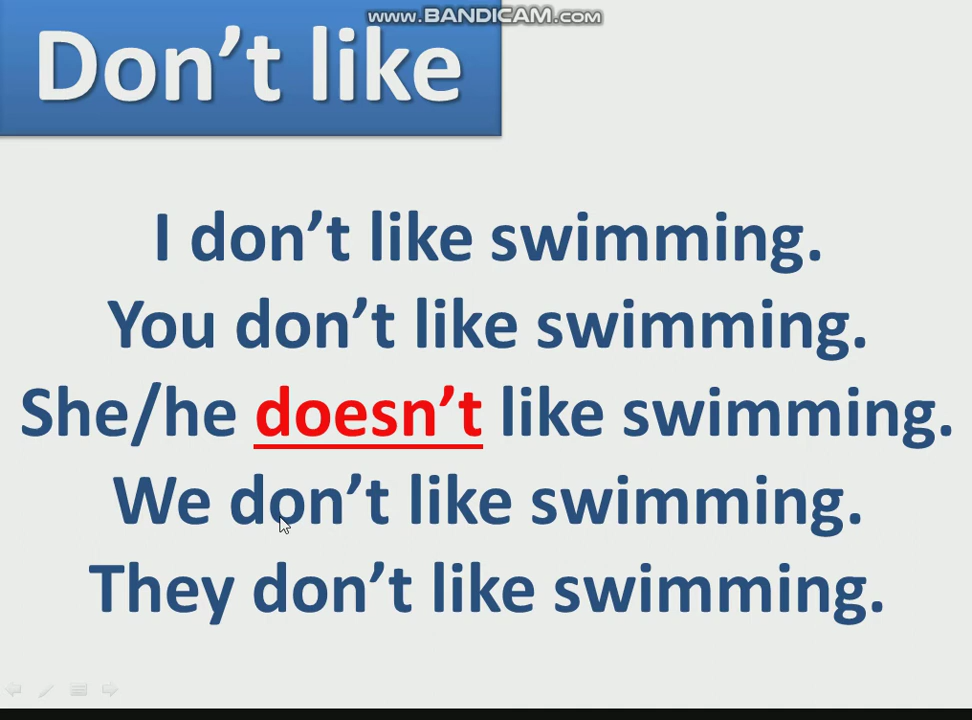 www.BANDICAM.com
Don’t like
I don’t like swimming.
You don’t like swimming.
She/he doesn’t like swimming.
We don’t like swimming.
They don’t like swimming.